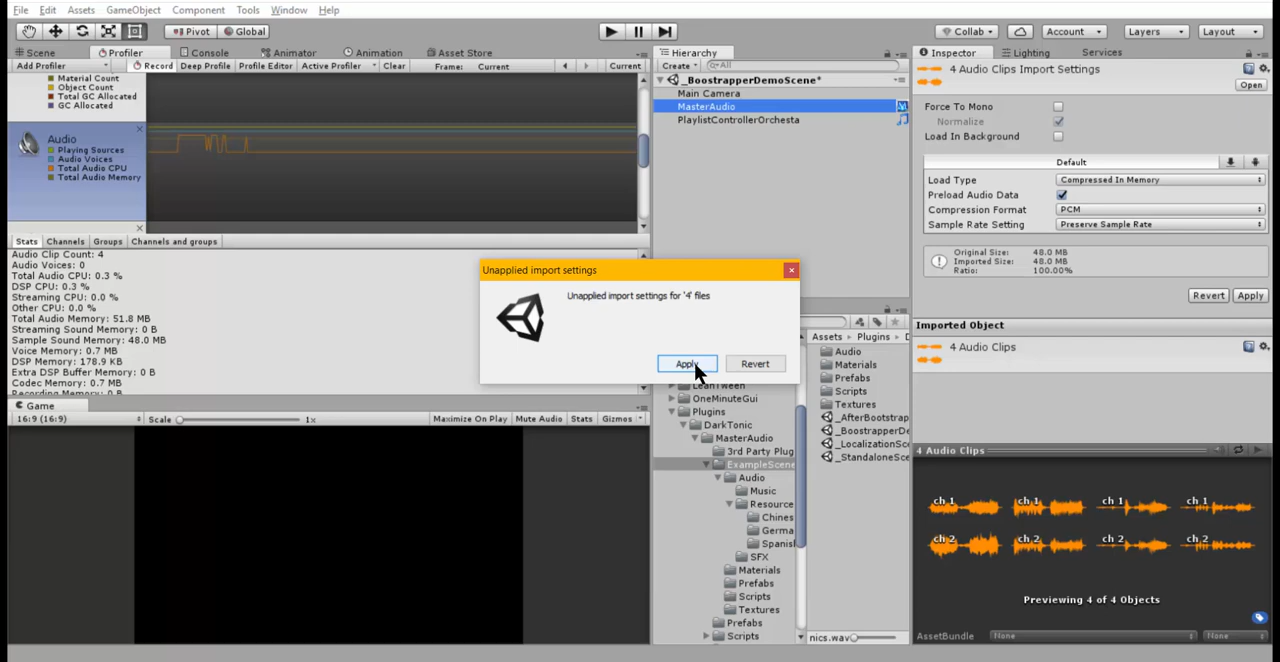 File Edit Assets GameObject Component Tools Window Help
Pivot Global Collab Account Layers Layout
Scene Profiler Console Animator Animation Asset Store
Add Profiler Record Deep Profile Profiler Editor Active Profiler Clear Frame: Current Current
Material Count
Object Count
Total GC Allocated
GC Allocated
Audio
Playing Sources
Audio Voices
Total Audio CPU
Total Audio Memory
Stats Channels Groups Channels and groups
Audio Clip Count: 4
Audio Voices: 0
Total Audio CPU: 0.3 %
DSP CPU: 0.3 %
Streaming CPU: 0.0 %
Other CPU: 0.0 %
Total Audio Memory: 51.8 MB
Streaming Sound Memory: 0 B
Sample Sound Memory: 48.0 MB
Voice Memory: 0.7 MB
DSP Memory: 178.9 KB
Extra DSP Buffer Memory: 0 B
Codec Memory: 0.7 MB
Recording Memory: 0 B
Game
16:9 (16:9) Scale 1x Maximize On Play Mute Audio Stats Gizmos
Hierarchy
Create All
_BoostrapperDemoScene*
Main Camera
MasterAudio
PlaylistControllerOrchesta
Unapplied import settings
Unapplied import settings for '4' files
Apply Revert
LeanTween
OneMinuteGui
Plugins
DarkTonic
MasterAudio
3rd Party Plug
ExampleScene
Audio
Music
Resource
Chines
Germa
Spanis
SFX
Materials
Prefabs
Scripts
Textures
Prefabs
Scripts
Assets Plugins D
Audio
Materials
Prefabs
Scripts
Textures
_AfterBootstrap
_BoostrapperDe
_LocalizationSc
_StandaloneSce
nics.wav
Inspector Lighting Services
4 Audio Clips Import Settings
Open
Force To Mono
Normalize
Load In Background
Default
Load Type Compressed In Memory
Preload Audio Data
Compression Format PCM
Sample Rate Setting Preserve Sample Rate
Original Size: 48.0 MB
Imported Size: 48.0 MB
Ratio: 100.00%
Revert Apply
Imported Object
4 Audio Clips
4 Audio Clips
ch 1 ch 1 ch 1 ch 1
ch 2 ch 2 ch 2 ch 2
Previewing 4 of 4 Objects
AssetBundle None None